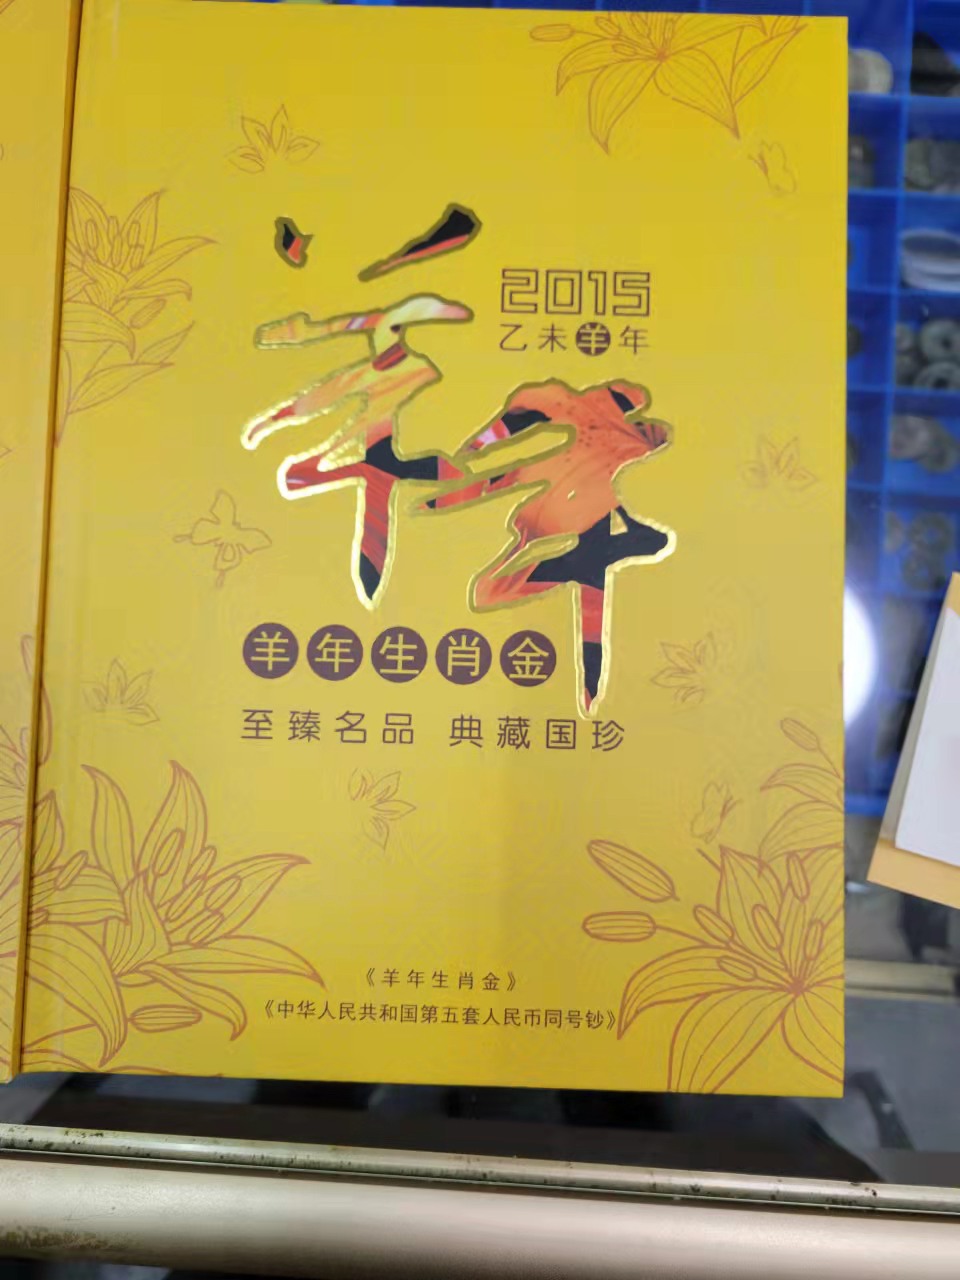 2015
乙未羊年
羊年
羊年生肖金
至臻名品 典藏国珍
《羊年生肖金》
《中华人民共和国第五套人民币同号钞》